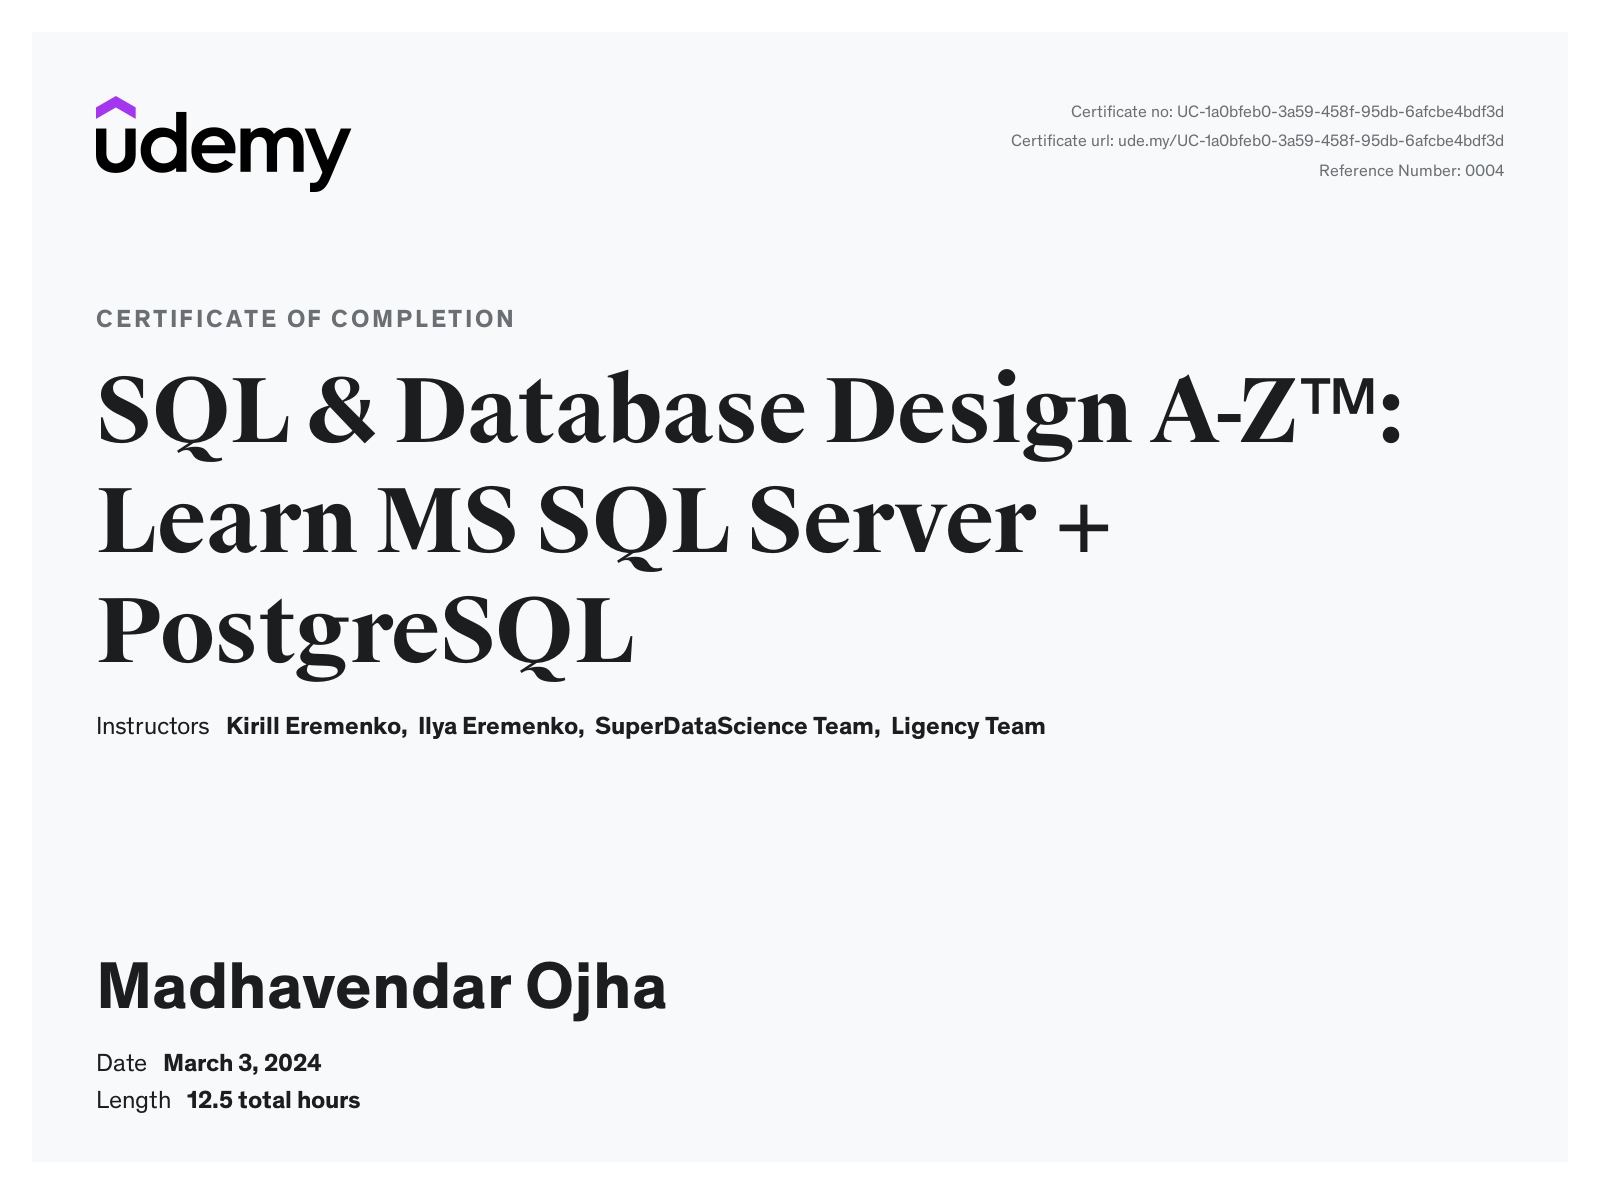 udemy
Certificate no: UC-1a0bfeb0-3a59-458f-95db-6afcbe4bdf3d
Certificate url: ude.my/UC-1a0bfeb0-3a59-458f-95db-6afcbe4bdf3d
Reference Number: 0004
CERTIFICATE OF COMPLETION
SQL & Database Design A-Z™:
Learn MS SQL Server +
PostgreSQL
Instructors Kirill Eremenko, Ilya Eremenko, SuperDataScience Team, Ligency Team
Madhavendar Ojha
Date March 3, 2024
Length 12.5 total hours